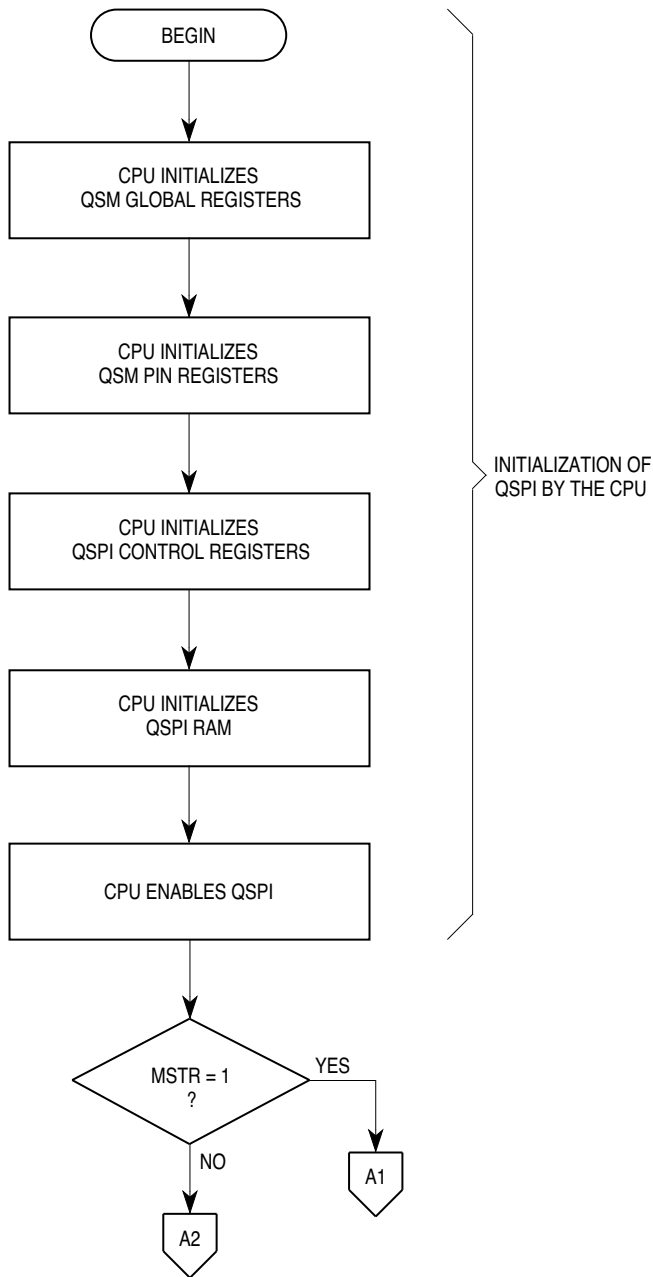 BEGIN
CPU INITIALIZES
QSM GLOBAL REGISTERS
CPU INITIALIZES
QSM PIN REGISTERS
INITIALIZATION OF
QSPI BY THE CPU
CPU INITIALIZES
QSPI CONTROL REGISTERS
CPU INITIALIZES
QSPI RAM
CPU ENABLES QSPI
MSTR = 1
?
YES
A1
NO
A2